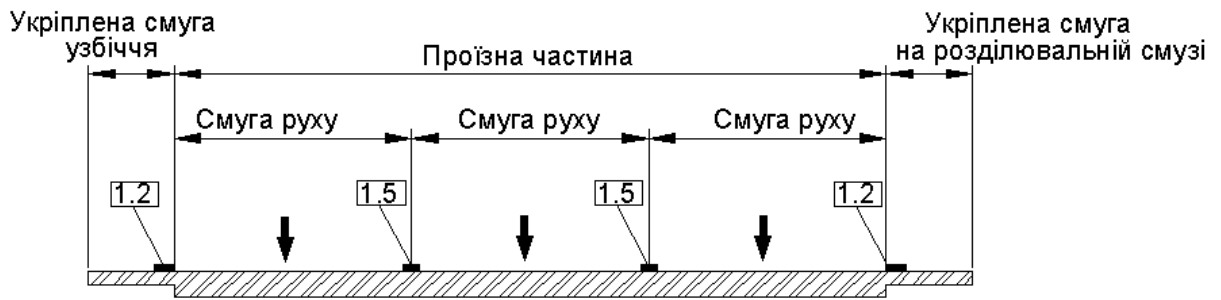 Укріплена смуга
узбіччя
Проїзна частина
Укріплена смуга
на розділювальній смузі
Смуга руху
Смуга руху
Смуга руху
1.2
1.5
1.5
1.2